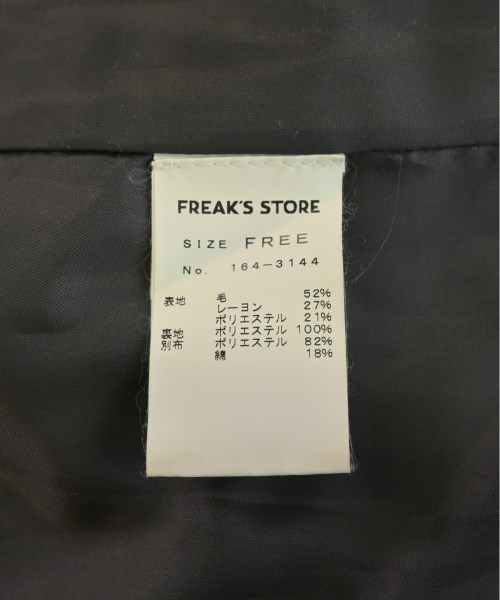 FREAK'S STORE
SIZE FREE
No. 164-3144
表地 毛 52%
レーヨン 27%
ポリエステル 21%
裏地 ポリエステル 100%
別布 ポリエステル 82%
綿 18%